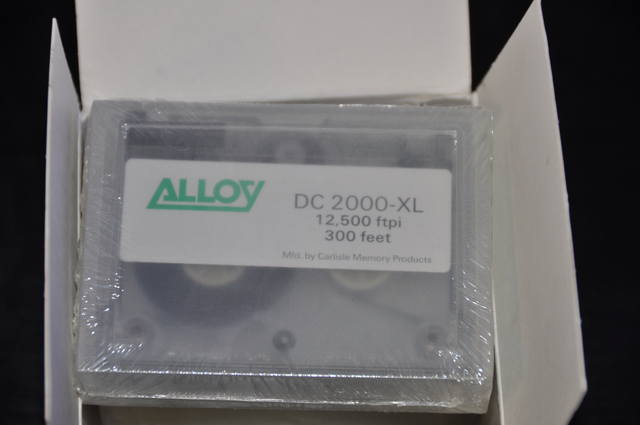 ALLOY
DC 2000-XL
12,500 ftpi
300 feet
Mfd. by Carlisle Memory Products